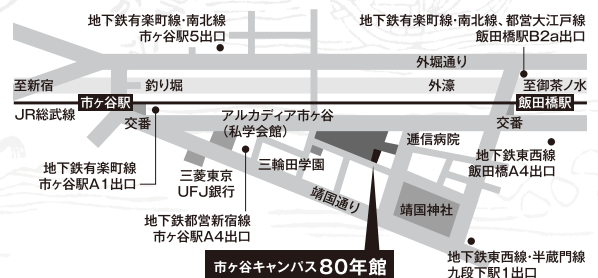 地下鉄有楽町線・南北線
市ヶ谷駅5出口
地下鉄有楽町線・南北線、都営大江戸線
飯田橋駅B2a出口
外堀通り
至新宿
釣り堀
外濠
至御茶ノ水
市ヶ谷駅
飯田橋駅
JR総武線
交番
アルカディア市ヶ谷
(私学会館)
交番
逓信病院
地下鉄有楽町線
市ヶ谷駅A1出口
三菱東京
UFJ銀行
三輪田学園
地下鉄東西線
飯田橋A4出口
靖国通り
靖国神社
地下鉄都営新宿線
市ヶ谷駅A4出口
地下鉄東西線・半蔵門線
九段下駅1出口
市ヶ谷キャンパス80年館